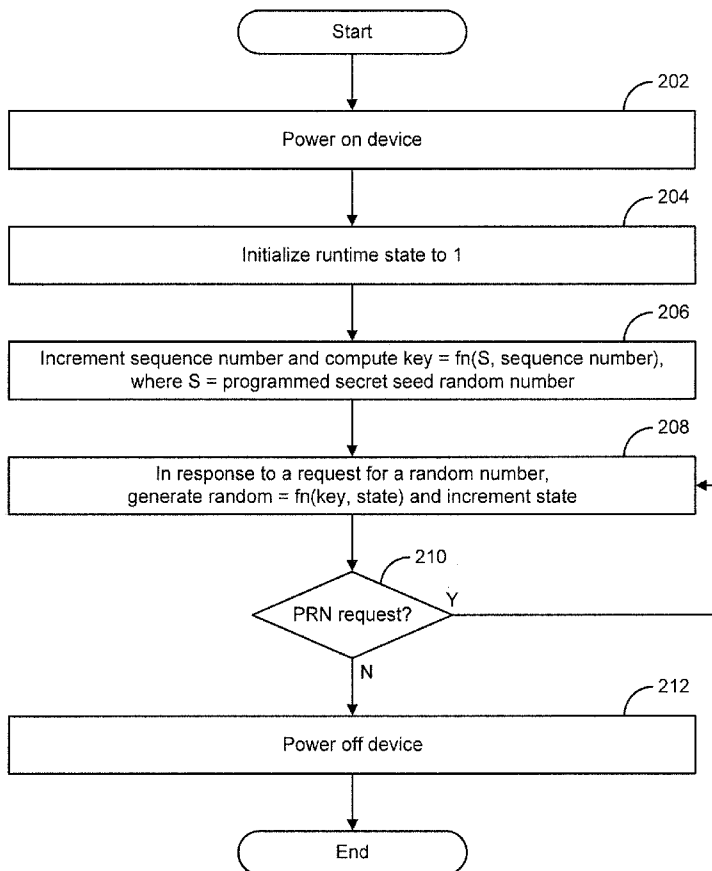 Start
202
Power on device
204
Initialize runtime state to 1
206
Increment sequence number and compute key = fn(S, sequence number),
where S = programmed secret seed random number
208
In response to a request for a random number,
generate random = fn(key, state) and increment state
210
PRN request?
Y
N
212
Power off device
End